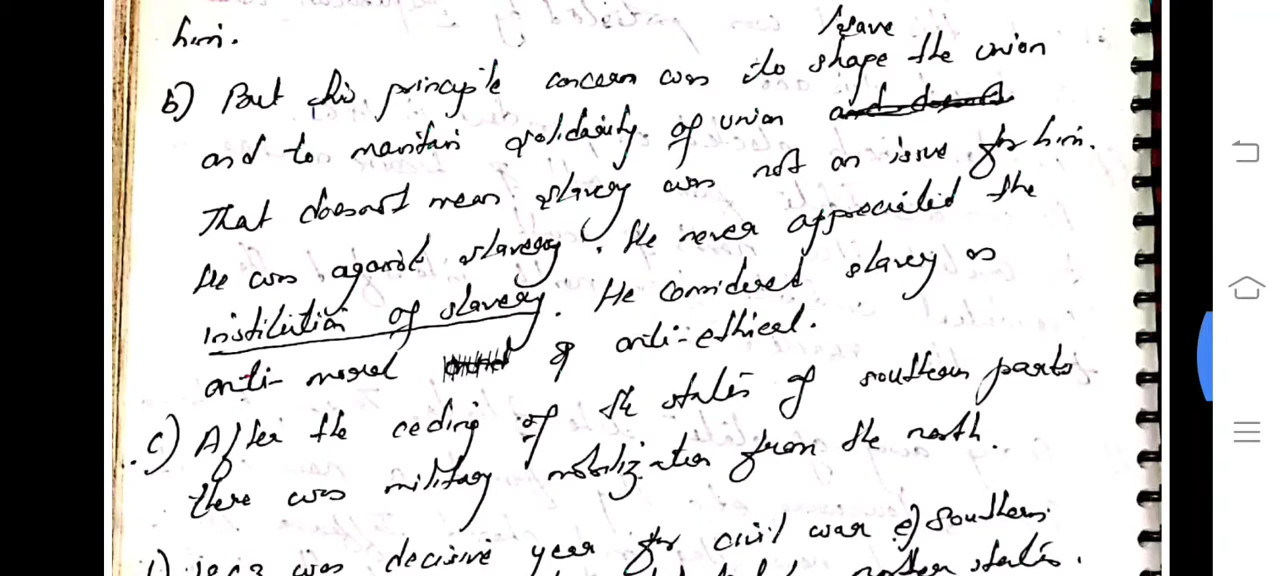 him.
/save
b) But his principle concern was to shape the union
and to maintain solidarity of union
That doesn't mean slavery was not an issue for him.
He was against slavery. He never appreciated the
institution of slavery. He considered slavery as
anti-moral & anti-ethical.
c) After the ceding of the states of southern parts
there was military mobilization from the north.
was decisive year for civil war of southern
states.